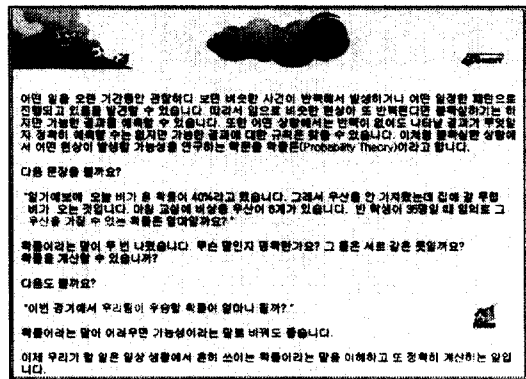 어떤 일을 오랜 기간동안 관찰하다 보면 비슷한 사건이 반복해서 발생하거나 어떤 일정한 패턴으로
진행되고 있음을 발견할 수 있습니다. 따라서 앞으로 비슷한 현상이 또 반복된다면 불확실하기는 하
지만 가능한 결과를 예측할 수 있습니다. 또한 어떤 상황에서는 반복이 없어도 나타날 결과가 무엇일
지 정확히 예측할 수는 없지만 가능한 결과에 대한 규칙은 찾을 수 있습니다. 이처럼 불확실한 상황에
서 어떤 현상이 발생할 가능성을 연구하는 학문을 확률론(Probability Theory)이라고 합니다.
다음 문장을 볼까요?
"일기예보에 오늘 비가 올 확률이 40%라고 했습니다. 그래서 우산을 안 가져왔는데 집에 갈 무렵
비가 오는 것입니다. 마침 교실에 비상용 우산이 6개가 있습니다. 반 학생이 35명일 때 임의로 그
우산을 가질 수 있는 확률은 얼마일까요?"
확률이라는 말이 두 번 나왔습니다. 무슨 말인지 명확한가요? 그 둘은 서로 같은 뜻일까요?
확률을 계산할 수 있습니까?
다음도 볼까요?
"이번 경기에서 우리팀이 우승할 확률이 얼마나 될까?"
확률이라는 말이 어려우면 가능성이라는 말로 바꿔도 좋습니다.
이제 우리가 할 일은 일상 생활에서 흔히 쓰이는 확률이라는 말을 이해하고 또 정확히 계산하는 일입
니다.